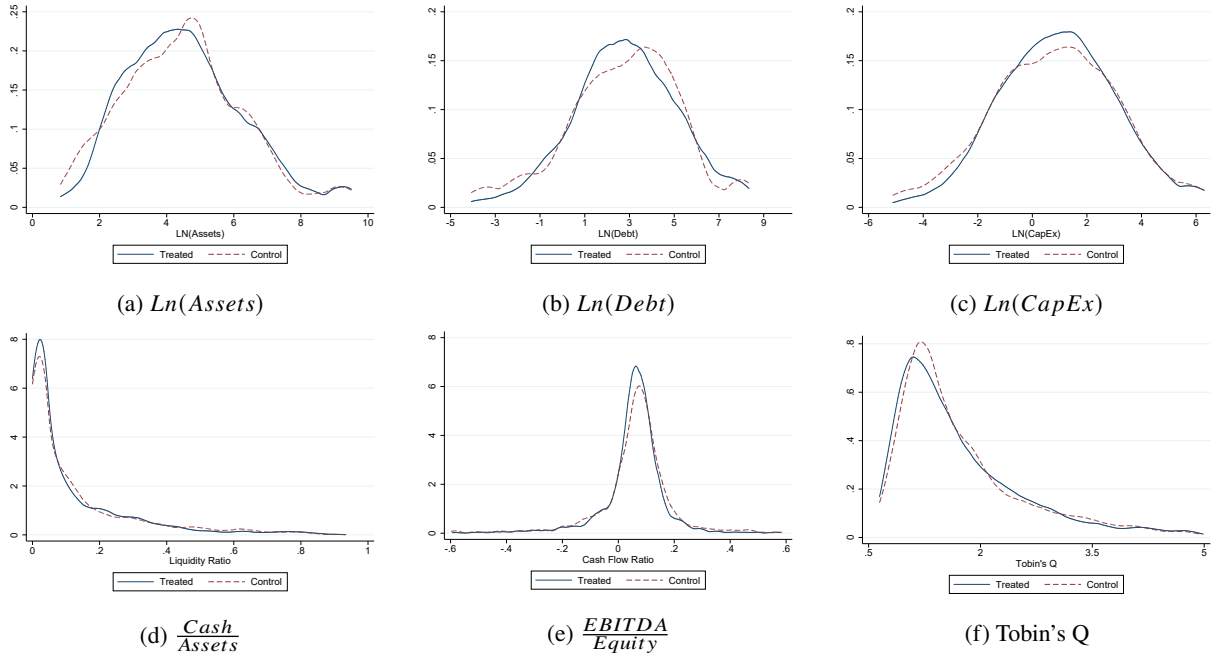 .25
.2
.15
.1
.05
0
0 2 4 6 8 10
LN(Assets)
Treated Control
(a) Ln(Assets)
.2
.15
.1
.05
0
-5 -3 -1 1 3 5 7 9
LN(Debt)
Treated Control
(b) Ln(Debt)
.2
.15
.1
.05
0
-6 -4 -2 0 2 4 6
LN(CapEx)
Treated Control
(c) Ln(CapEx)
8
6
4
2
0
0 .2 .4 .6 .8 1
Liquidity Ratio
Treated Control
(d) Cash
Assets
8
6
4
2
0
-.6 -.4 -.2 0 .2 .4 .6
Cash Flow Ratio
Treated Control
(e) EBITDA
Equity
.8
.6
.4
.2
0
.5 2 3.5 5
Tobin's Q
Treated Control
(f) Tobin's Q